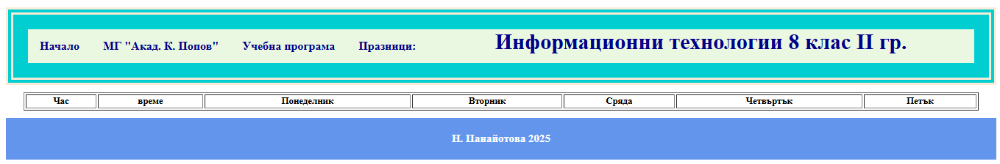 Начало МГ "Акад. К. Попов" Учебна програма Празници: Информационни технологии 8 клас II гр.
Час време Понеделник Вторник Сряда Четвъртък Петък
Н. Панайотова 2025